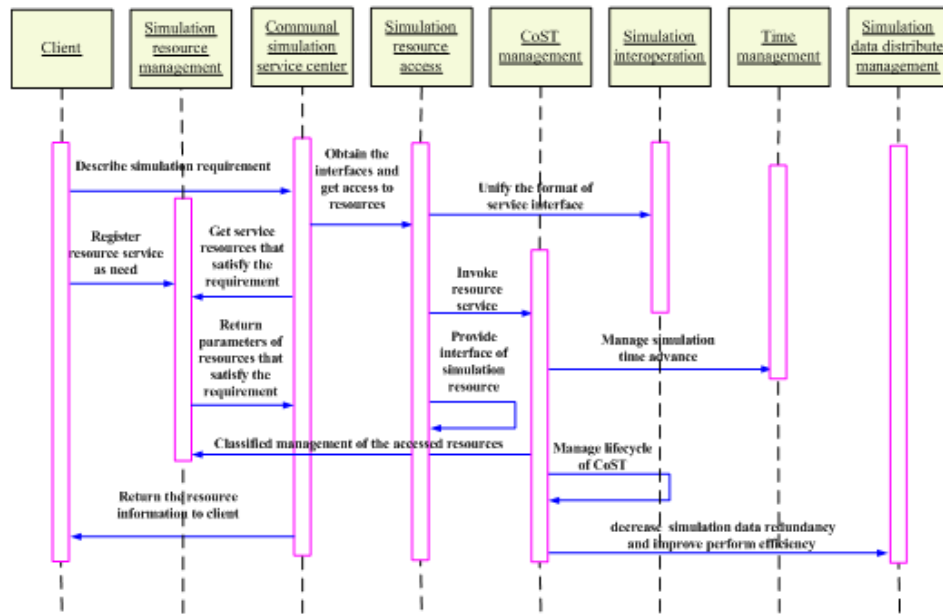 Client
Simulation
resource
management
Communal
simulation
service center
Simulation
resource
access
CoST
management
Simulation
interoperation
Time
management
Simulation
data distribute
management
Describe simulation requirement
Obtain the
interfaces and
get access to
resources
Unify the format of
service interface
Register
resource service
as need
Get service
resources that
satisfy the
requirement
Invoke
resource
service
Return
parameters of
resources that
satisfy the
requirement
Provide
interface of
simulation
resource
Manage simulation
time advance
Classified management of the accessed resources
Manage lifecycle
of CoST
Return the resource
information to client
decrease simulation data redundancy
and improve perform efficiency